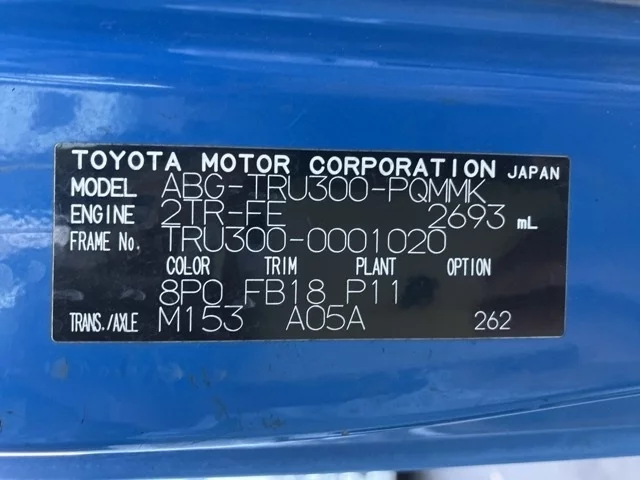 TOYOTA MOTOR CORPORATION JAPAN
MODEL ABG-TRU300-PQMMK
ENGINE 2TR-FE 2693 mL
FRAME No. TRU300-0001020
COLOR TRIM PLANT OPTION
8P0 FB18 P11
TRANS./AXLE M153 A05A 262